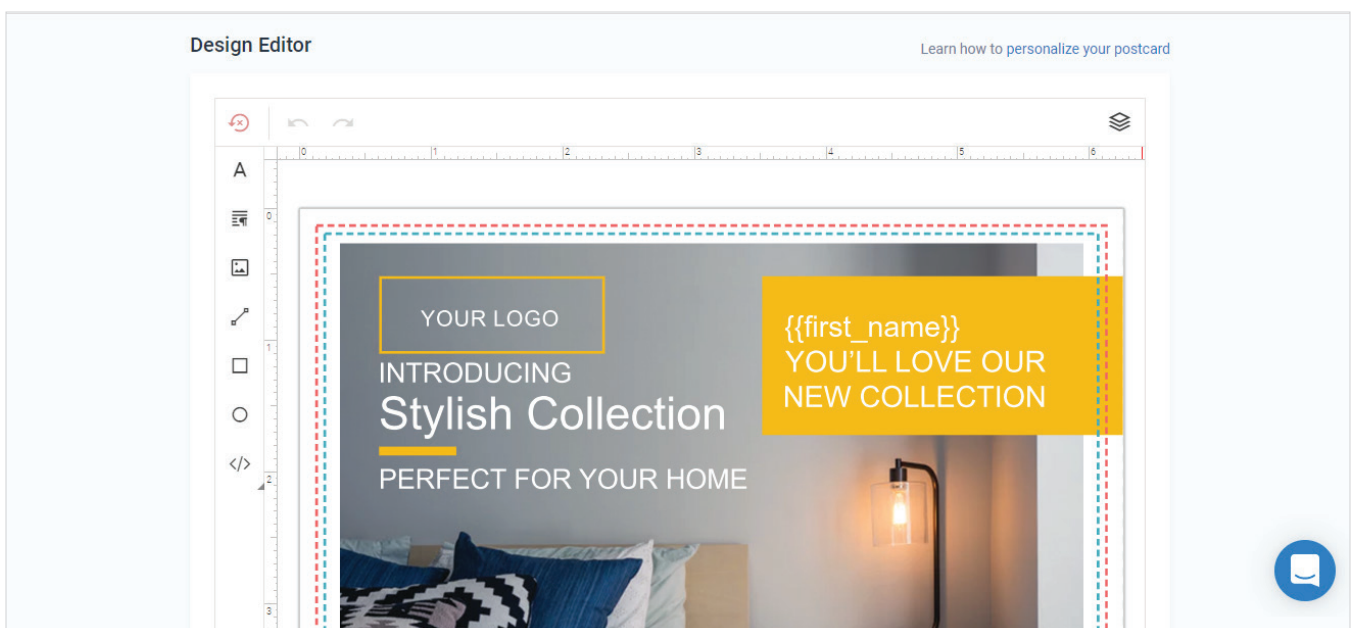 Design Editor
Learn how to personalize your postcard
0 1 2 3 4 5 6
A
0
YOUR LOGO
{{first_name}}
YOU'LL LOVE OUR
NEW COLLECTION
1
INTRODUCING
Stylish Collection
</>
2
PERFECT FOR YOUR HOME
3